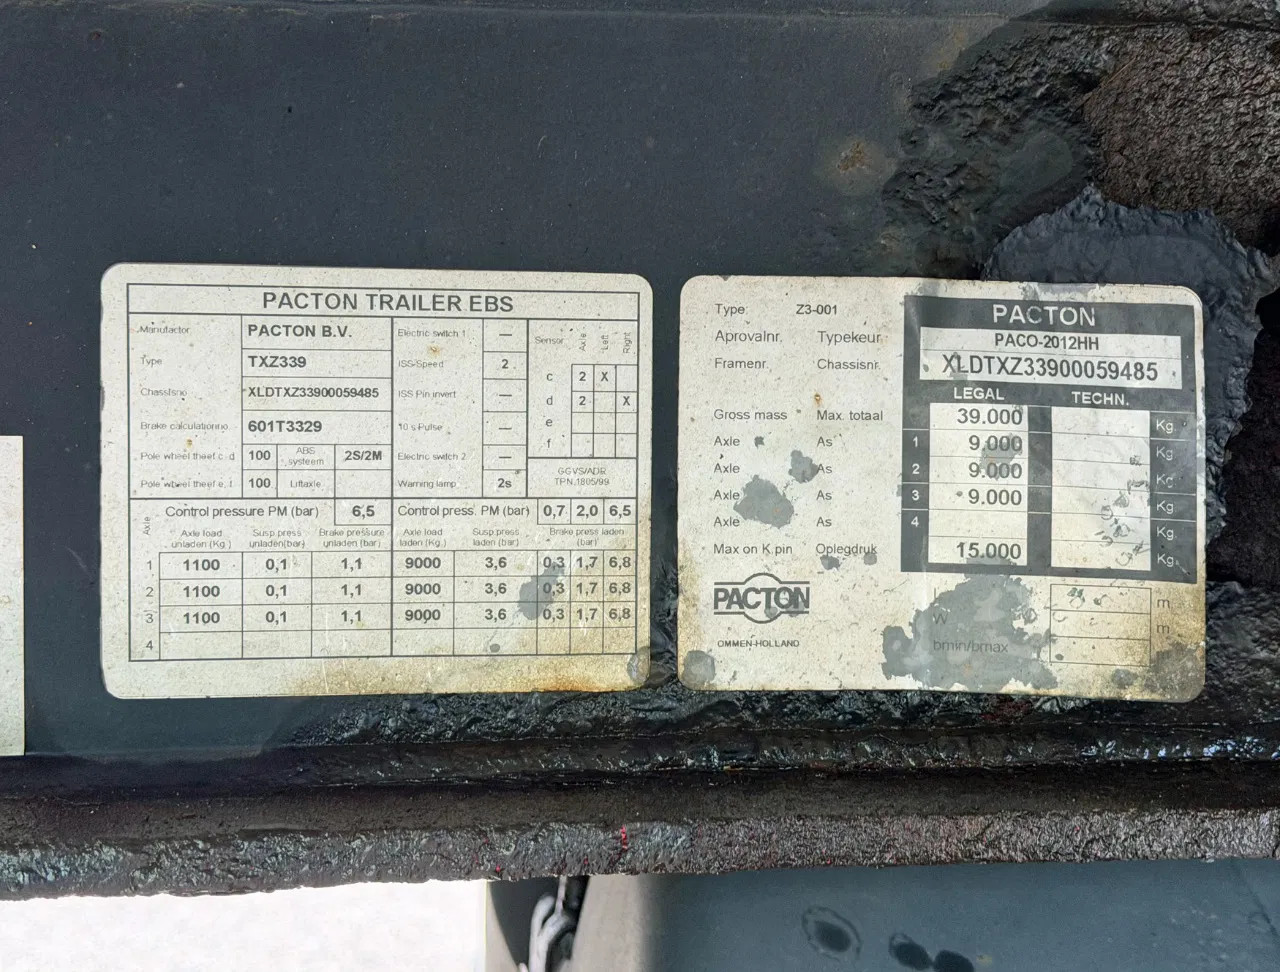 PACTON TRAILER EBS
Manufactor PACTON B.V. Electric switch 1 — Sensor Axle Left Right
Type TXZ339 ISS-Speed 2
c 2 X
Chassisno XLDTXZ33900059485 ISS Pin invert —
d 2 X
Brake calculationno. 601T3329 10 s Pulse —
e
Pole wheel theet c-d 100 ABS systeem 2S/2M Electric switch 2 —
f
Pole wheel theet e, f 100 Liftaxle Warning lamp 2s
GGVS/ADR
TPN.1805/99
Control pressure PM (bar) 6,5 Control press. PM (bar) 0,7 2,0 6,5
Axle Axle load unladen (Kg.) Susp press unladen(bar) Brake pressure unladen (bar) Axle load laden (Kg.) Susp press laden (bar) Brake press laden (bar)
1 1100 0,1 1,1 9000 3,6 0,3 1,7 6,8
2 1100 0,1 1,1 9000 3,6 0,3 1,7 6,8
3 1100 0,1 1,1 9000 3,6 0,3 1,7 6,8
4
Type Z3-001 PACTON
Aprovalnr. Typekeur PACO-2012HH
Framenr. Chassisnr. XLDTXZ33900059485
LEGAL TECHN.
Gross mass Max. totaal 39.000 Kg
Axle As 1 9.000 Kg
Axle As 2 9.000 Kg
Axle As 3 9.000 Kg
Axle As 4 Kg
Max on K.pin Oplegdruk 15.000 Kg
PACTON
OMMEN-HOLLAND
L m
W m
bmin/bmax